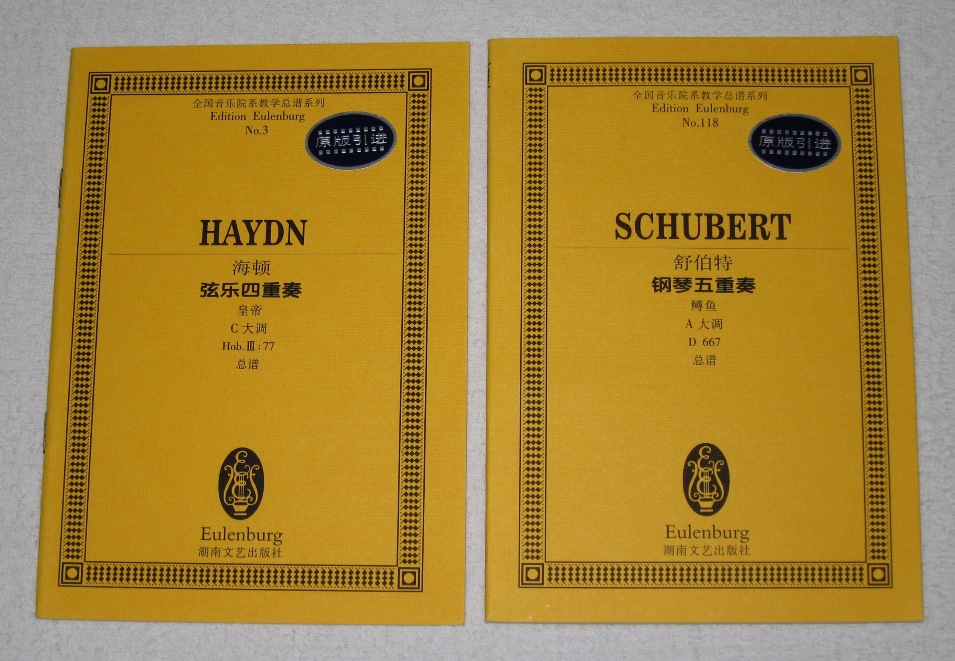 全国音乐院系教学总谱系列
Edition Eulenburg
No.3
原版引进
HAYDN
海顿
弦乐四重奏
皇帝
C 大调
Hob. Ⅲ : 77
总谱
E
Eulenburg
湖南文艺出版社
全国音乐院系教学总谱系列
Edition Eulenburg
No.118
原版引进
SCHUBERT
舒伯特
钢琴五重奏
鳟鱼
A 大调
D 667
总谱
E
Eulenburg
湖南文艺出版社